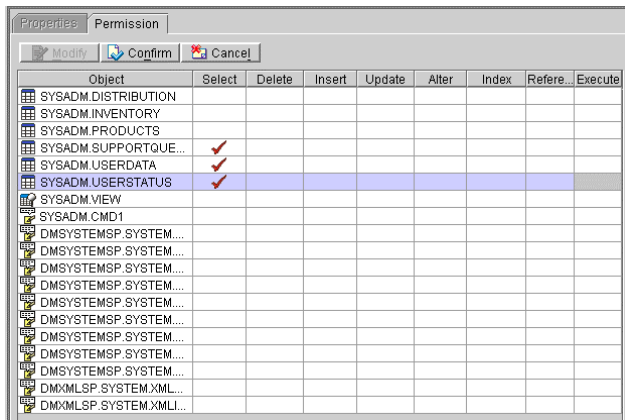 Properties Permission
Modify Confirm Cancel
Object Select Delete Insert Update Alter Index Refere... Execute
SYSADM.DISTRIBUTION
SYSADM.INVENTORY
SYSADM.PRODUCTS
SYSADM.SUPPORTQUE...
SYSADM.USERDATA
SYSADM.USERSTATUS
SYSADM.VIEW
SYSADM.CMD1
DMSYSTEMSP.SYSTEM....
DMSYSTEMSP.SYSTEM....
DMSYSTEMSP.SYSTEM....
DMSYSTEMSP.SYSTEM....
DMSYSTEMSP.SYSTEM....
DMSYSTEMSP.SYSTEM....
DMSYSTEMSP.SYSTEM....
DMSYSTEMSP.SYSTEM....
DMSYSTEMSP.SYSTEM....
DMXMLSP.SYSTEM.XML...
DMXMLSP.SYSTEM.XMLI...